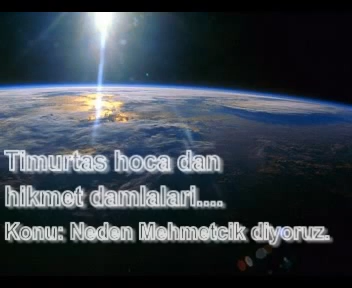 Timurtas hoca dan
hikmet damlalari....
Konu: Neden Mehmetcik diyoruz.